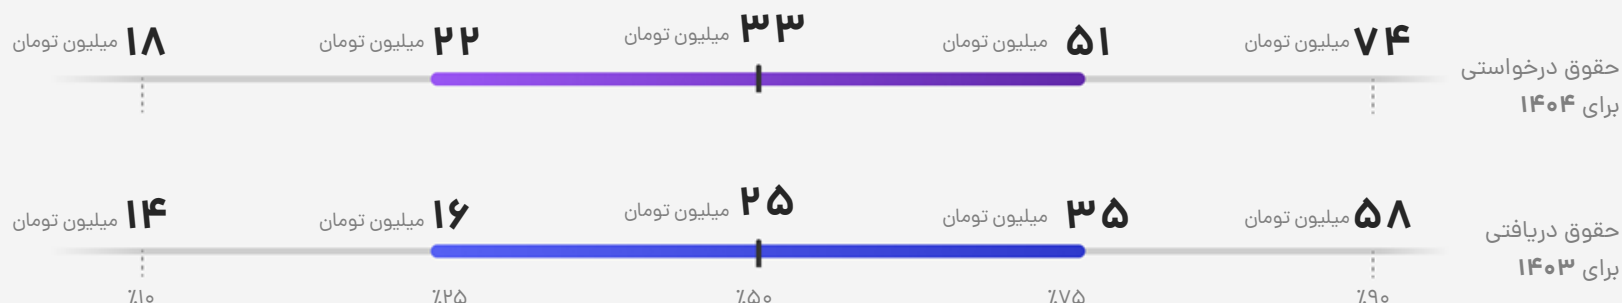 حقوق درخواستی
برای ۱۴۰۴
۷۴ میلیون تومان
۵۱ میلیون تومان
۳۳ میلیون تومان
۲۲ میلیون تومان
۱۸ میلیون تومان
حقوق دریافتی
برای ۱۴۰۳
۵۸ میلیون تومان
۳۵ میلیون تومان
۲۵ میلیون تومان
۱۶ میلیون تومان
۱۴ میلیون تومان
٪۹۰
٪۷۵
٪۵۰
٪۲۵
٪۱۰